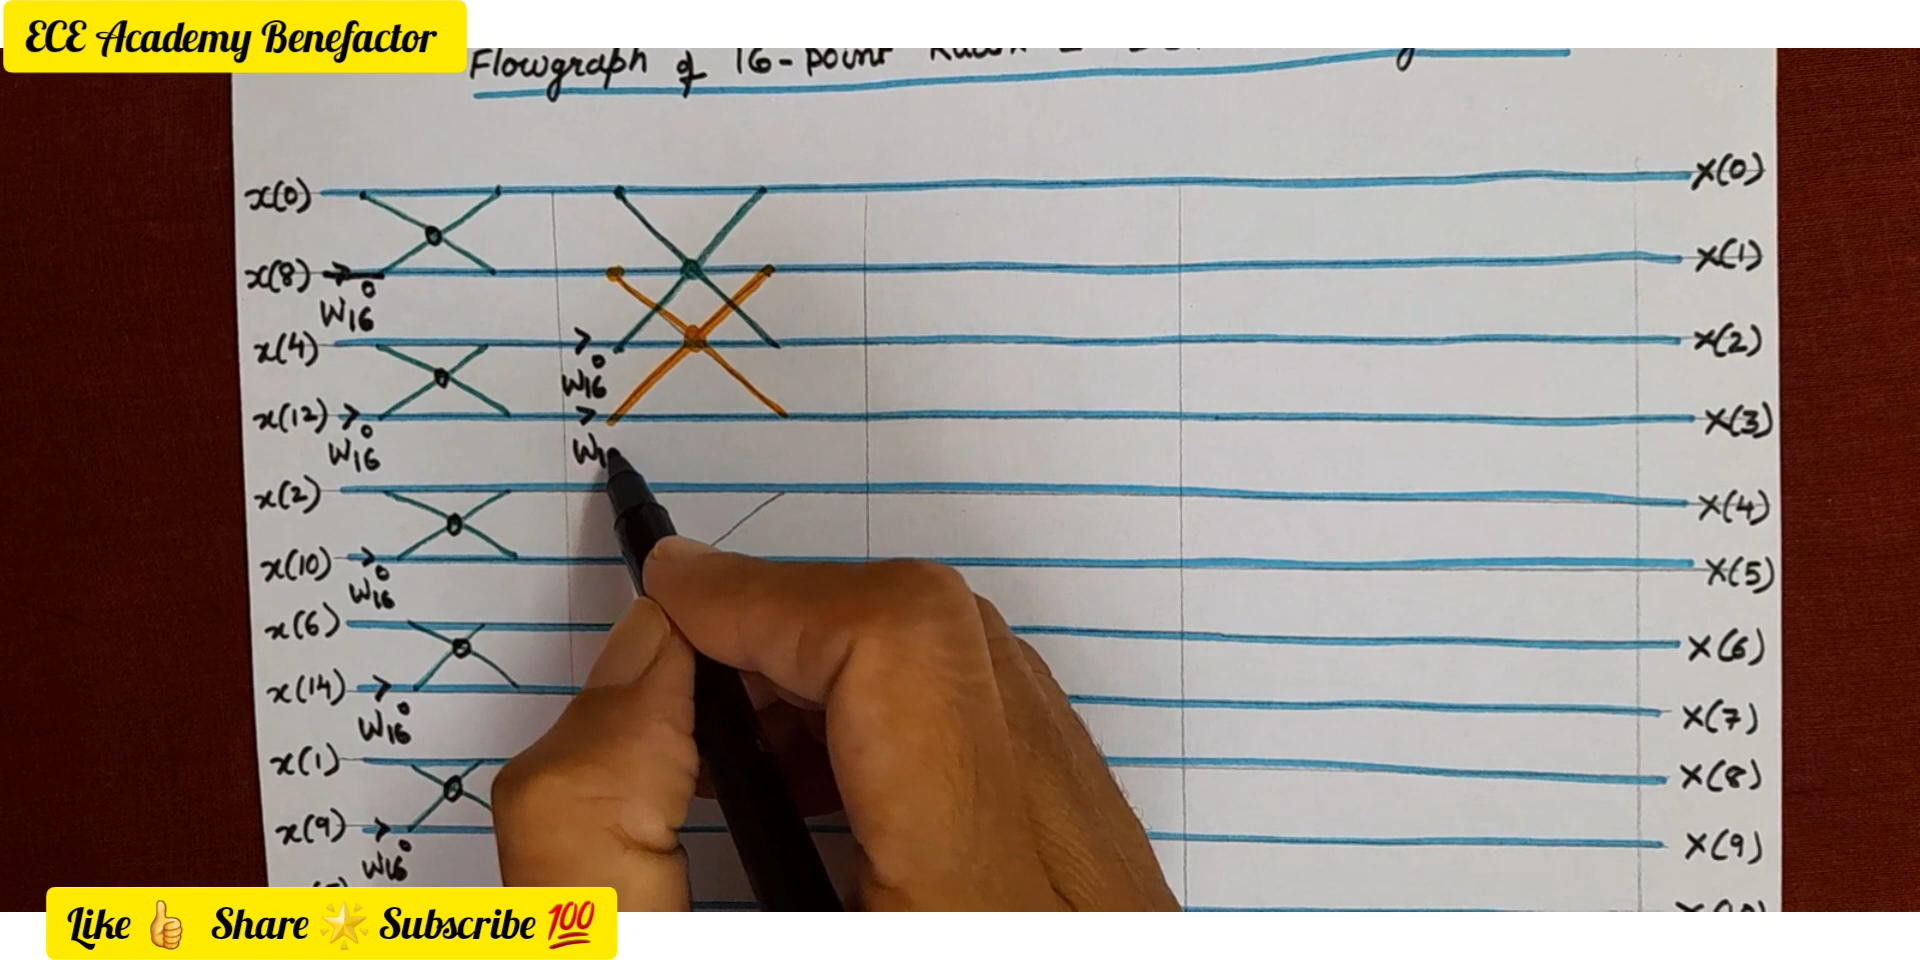 ECE Academy Benefactor
Flowgraph of 16-point
x(0) X(0)
x(8) X(1)
W16^0
x(4) X(2)
W16^0
x(12) X(3)
W16^0
x(2) X(4)
x(10) X(5)
W16^0
x(6) X(6)
x(14) X(7)
W16^0
x(1) X(8)
x(9) X(9)
W16^0
Like 👍 Share 🌟 Subscribe 💯